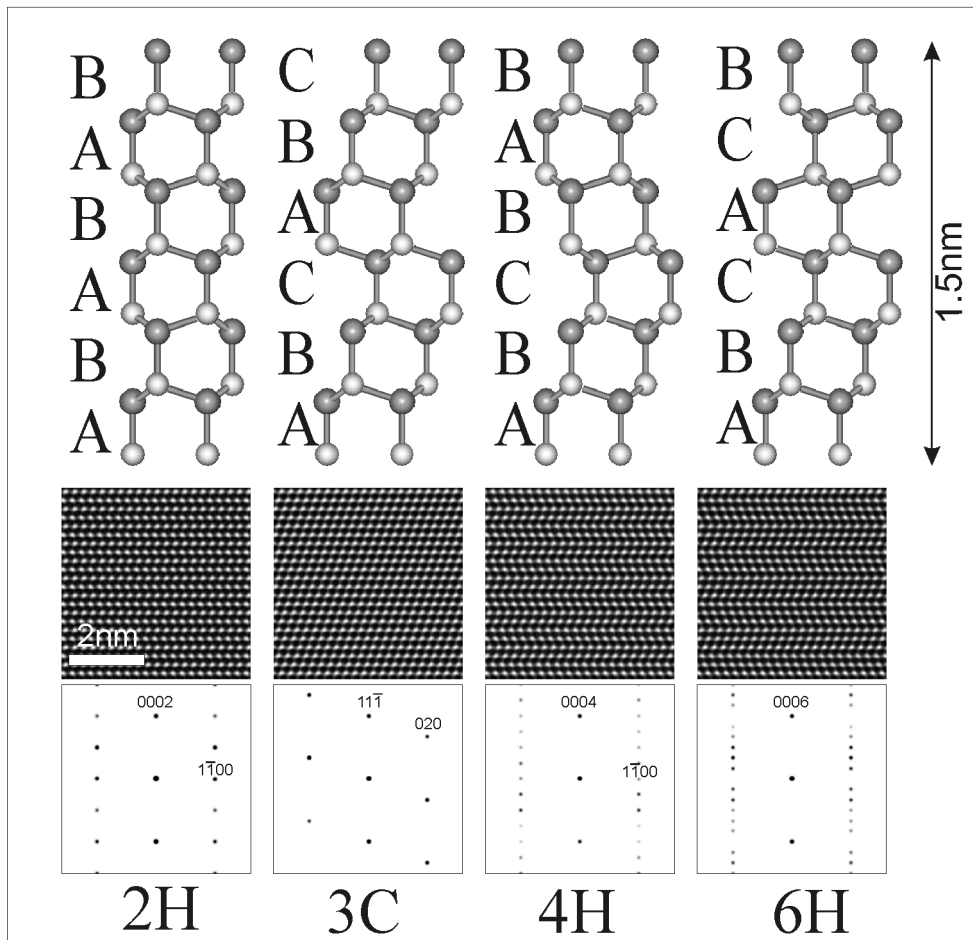 B C B B
A B A C
B A B A
A C C C
B B B B
A A A A
1.5nm
2nm
0002 111̄ 0004 0006
020
11̄00 11̄00
2H 3C 4H 6H